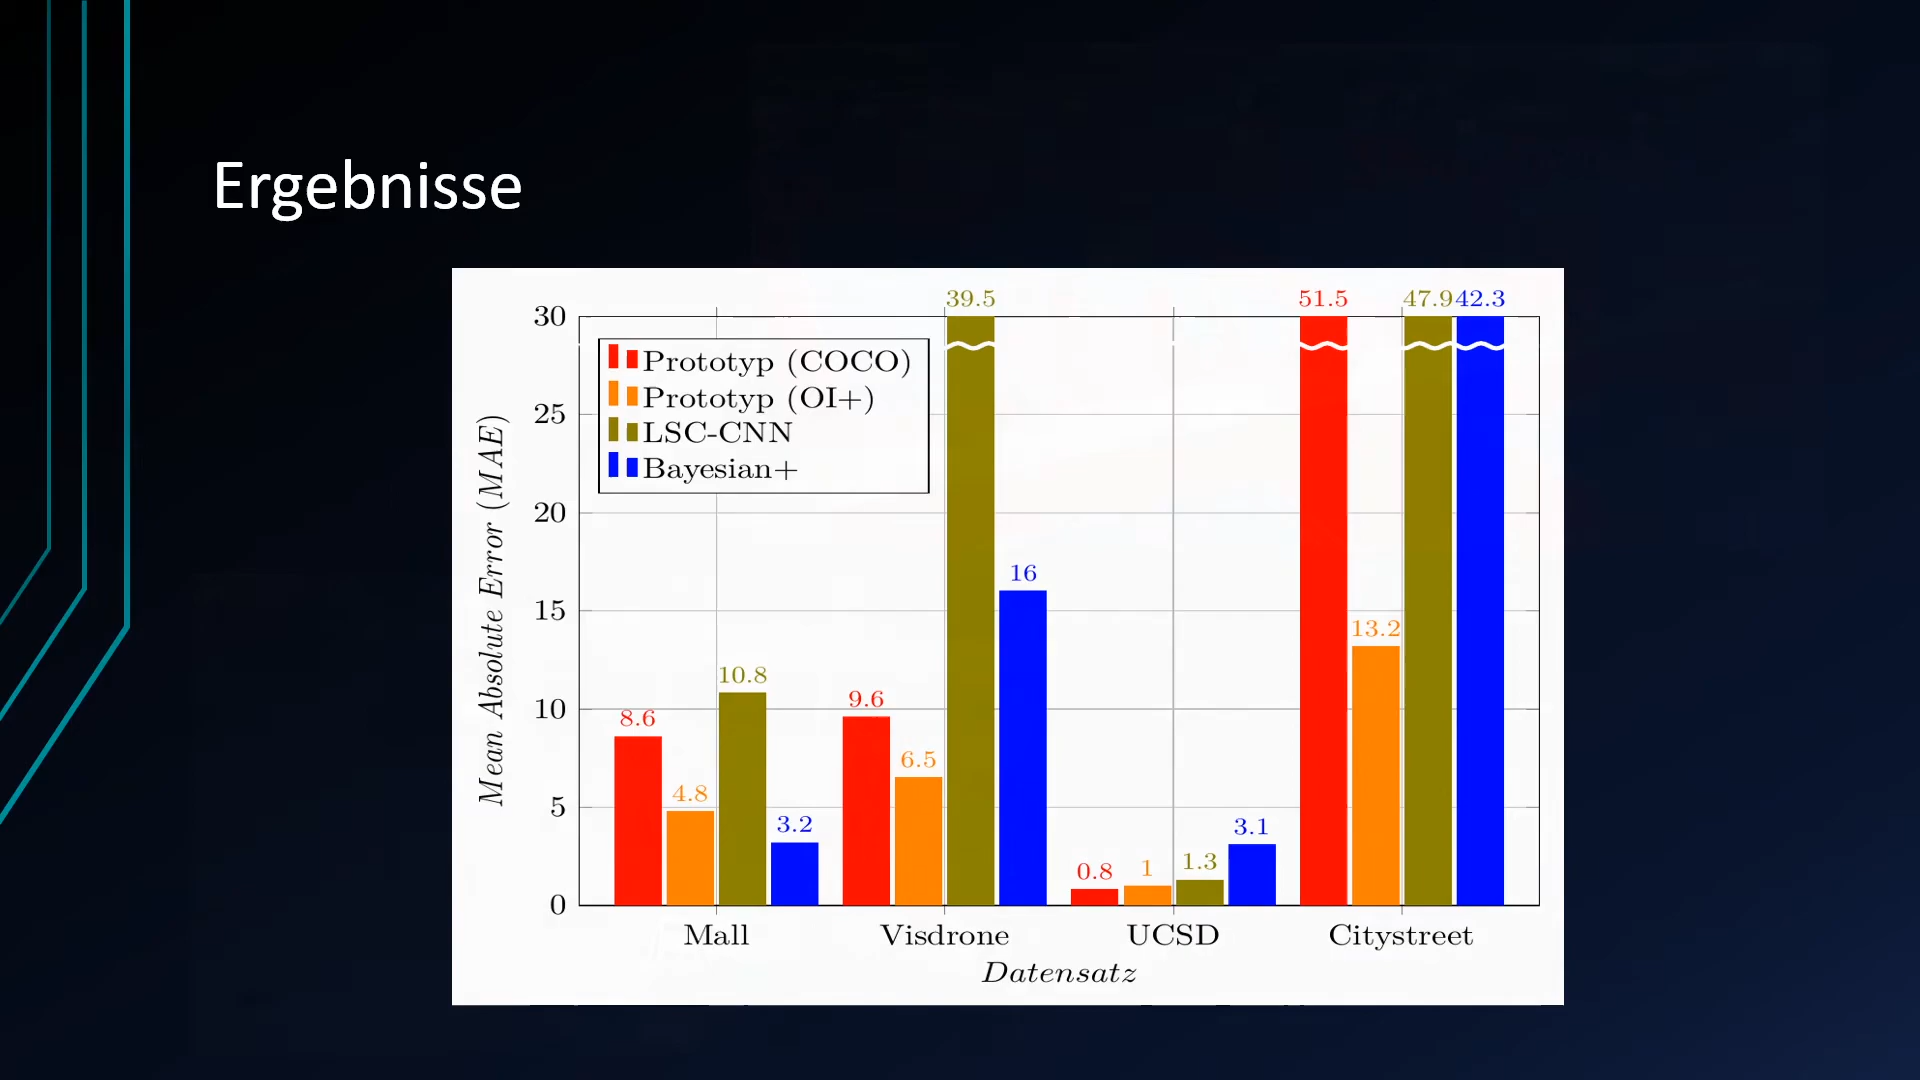 Ergebnisse
39.5
51.5
47.9
42.3
30
Prototyp (COCO)
Prototyp (OI+)
LSC-CNN
Bayesian+
25
20
16
15
13.2
10.8
10
9.6
8.6
6.5
4.8
5
3.2
3.1
1.3
1
0.8
0
Mean Absolute Error (MAE)
Mall
Visdrone
UCSD
Citystreet
Datensatz